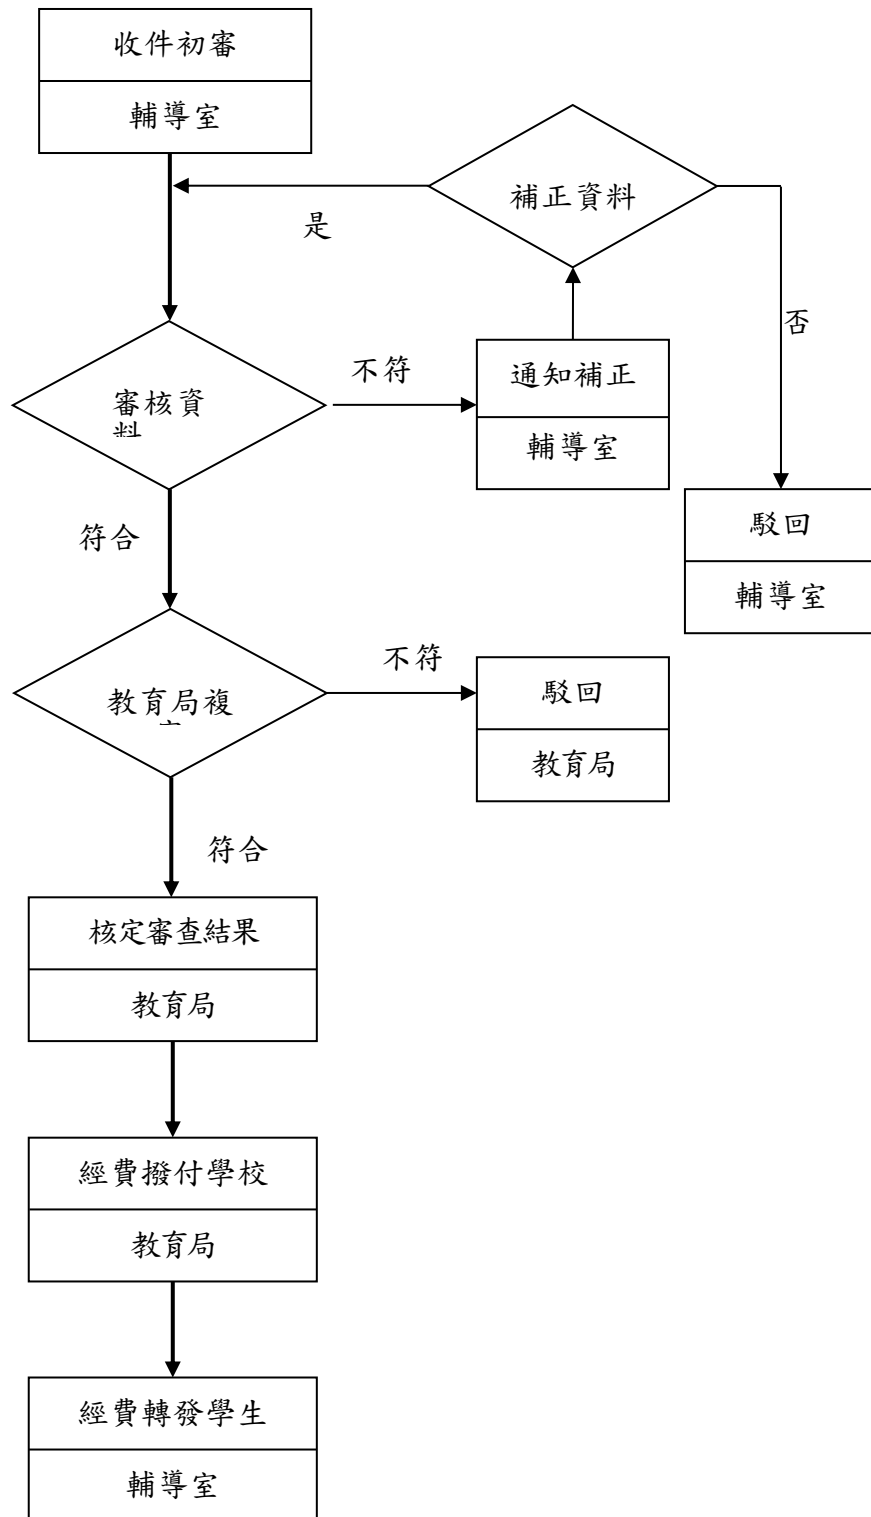 收件初審
輔導室
補正資料
是
否
審核資
料
不符
通知補正
輔導室
駁回
輔導室
符合
教育局複
不符
駁回
教育局
符合
核定審查結果
教育局
經費撥付學校
教育局
經費轉發學生
輔導室